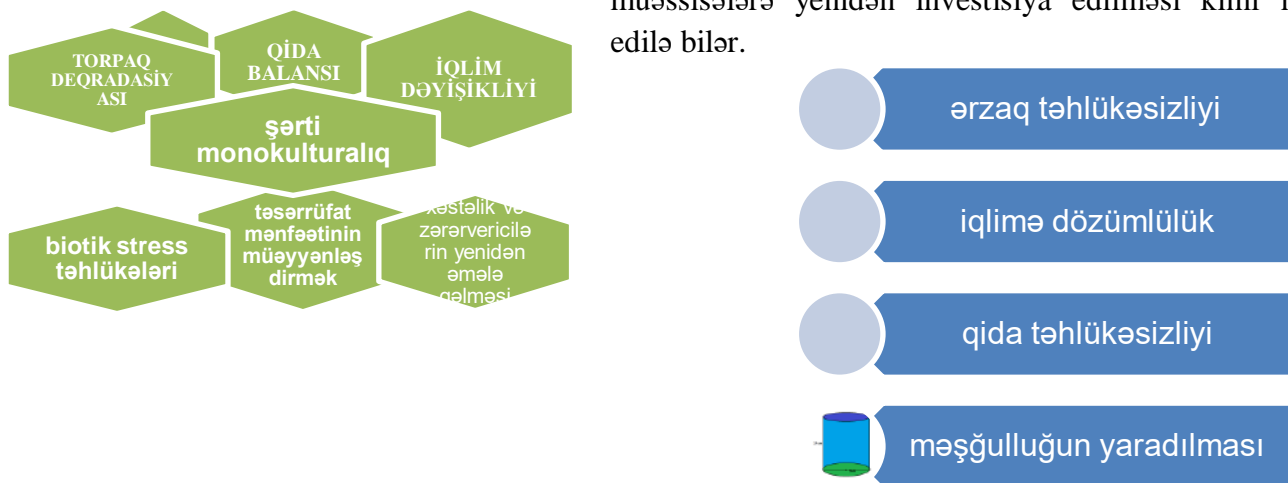 müəssisələrə yenidən investisiya edilməsi kimi
edilə bilər.
TORPAQ
DEQRADASİY
ASI
QİDA
BALANSI
İQLİM
DƏYİŞİKLİYİ
şərti
monokulturalıq
biotik stress
təhlükələri
təsərrüfat
mənfəətinin
müəyyənləş
dirmək
xəstəlik və
zərərvericilə
rin yenidən
əmələ
gəlməsi
ərzaq təhlükəsizliyi
iqlimə dözümlülük
qida təhlükəsizliyi
məşğulluğun yaradılması